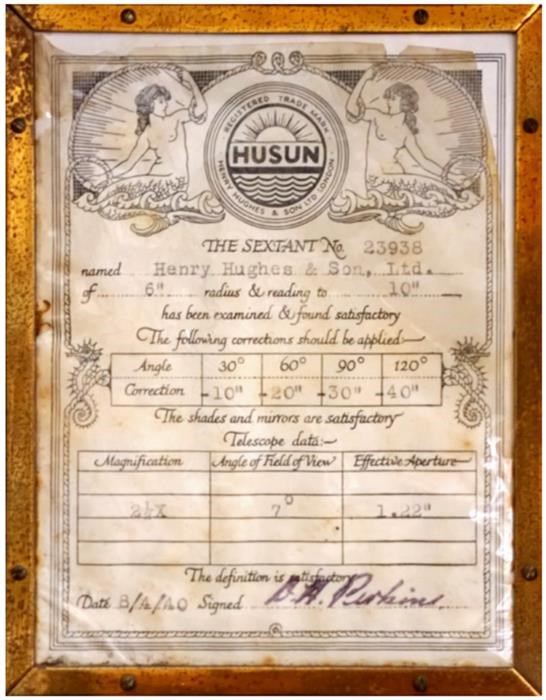 REGISTERED TRADE MARK
HUSUN
HENRY HUGHES & SON LTD LONDON
THE SEXTANT No. 23938
named Henry Hughes & Son, Ltd.
of 6" radius & reading to 10"
has been examined & found satisfactory
The following corrections should be applied:—
Angle 30° 60° 90° 120°
Correction -10" -20" -30" -40"
The shades and mirrors are satisfactory
Telescope data:—
Magnification Angle of Field of View Effective Aperture
2½X 7° 1.22"
The definition is satisfactory
Date 8/4/40 Signed D.A. Perkins